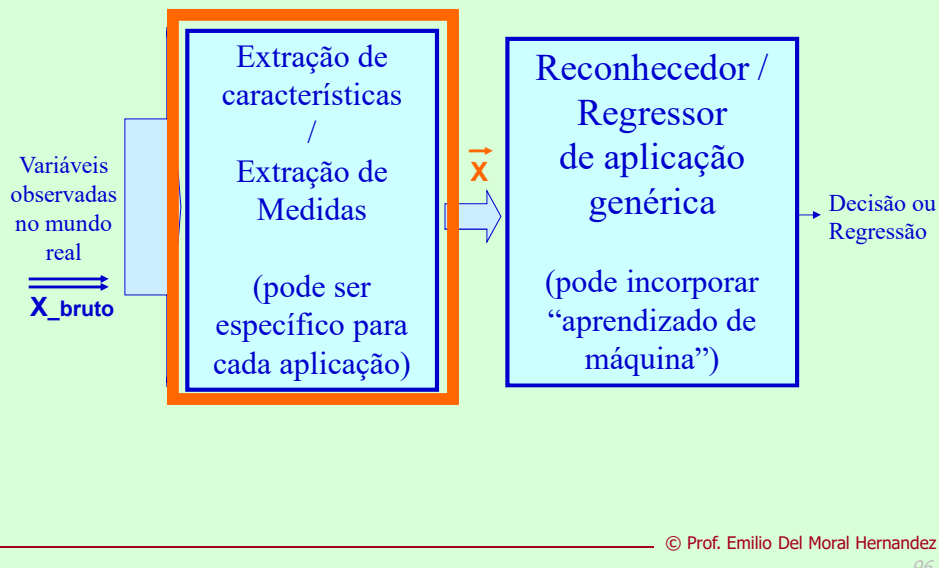 Variáveis
observadas
no mundo
real
X_bruto
Extração de
características
/
Extração de
Medidas
(pode ser
específico para
cada aplicação)
X
Reconhecedor /
Regressor
de aplicação
genérica
(pode incorporar
“aprendizado de
máquina”)
Decisão ou
Regressão
© Prof. Emilio Del Moral Hernandez
96